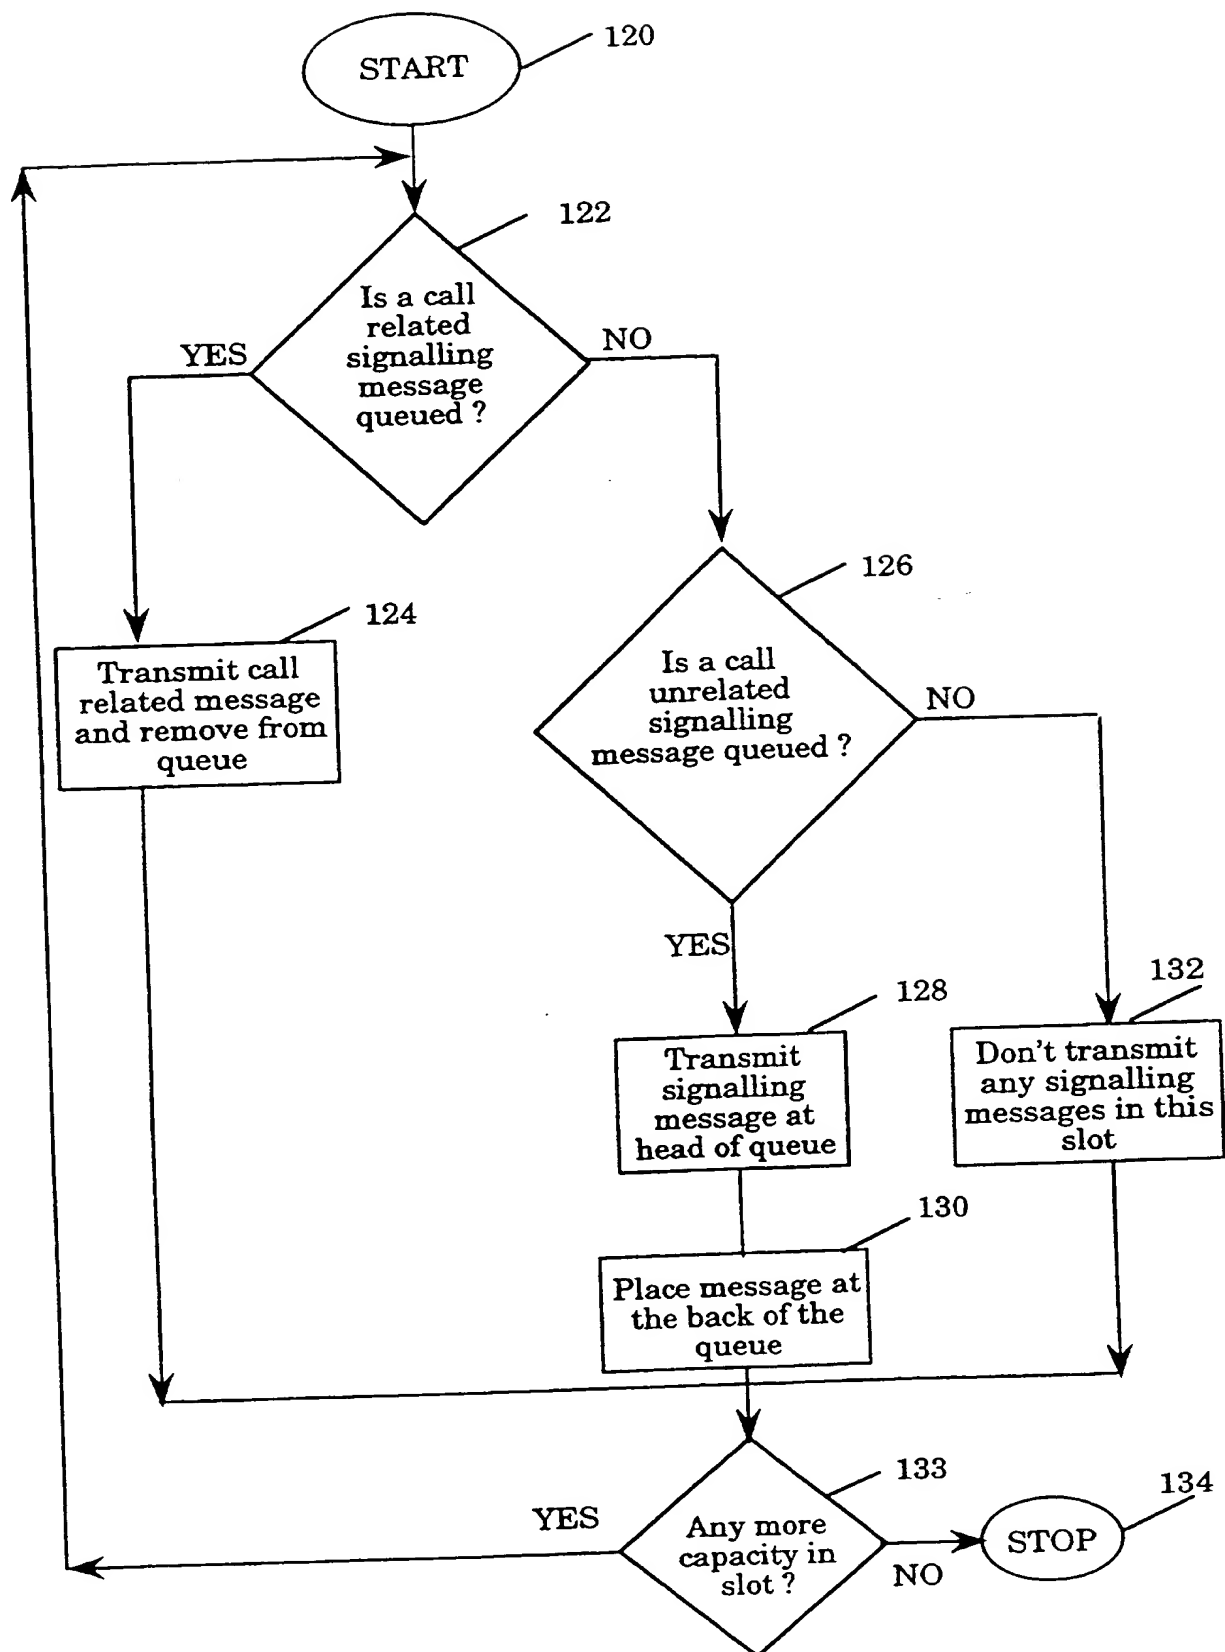 START
120
122
Is a call
related
signalling
message
queued ?
YES
NO
126
124
Transmit call
related message
and remove from
queue
Is a call
unrelated
signalling
message queued ?
NO
YES
132
128
Transmit
signalling
message at
head of queue
Don't transmit
any signalling
messages in this
slot
130
Place message at
the back of the
queue
133
134
YES
Any more
capacity in
slot ?
NO
STOP